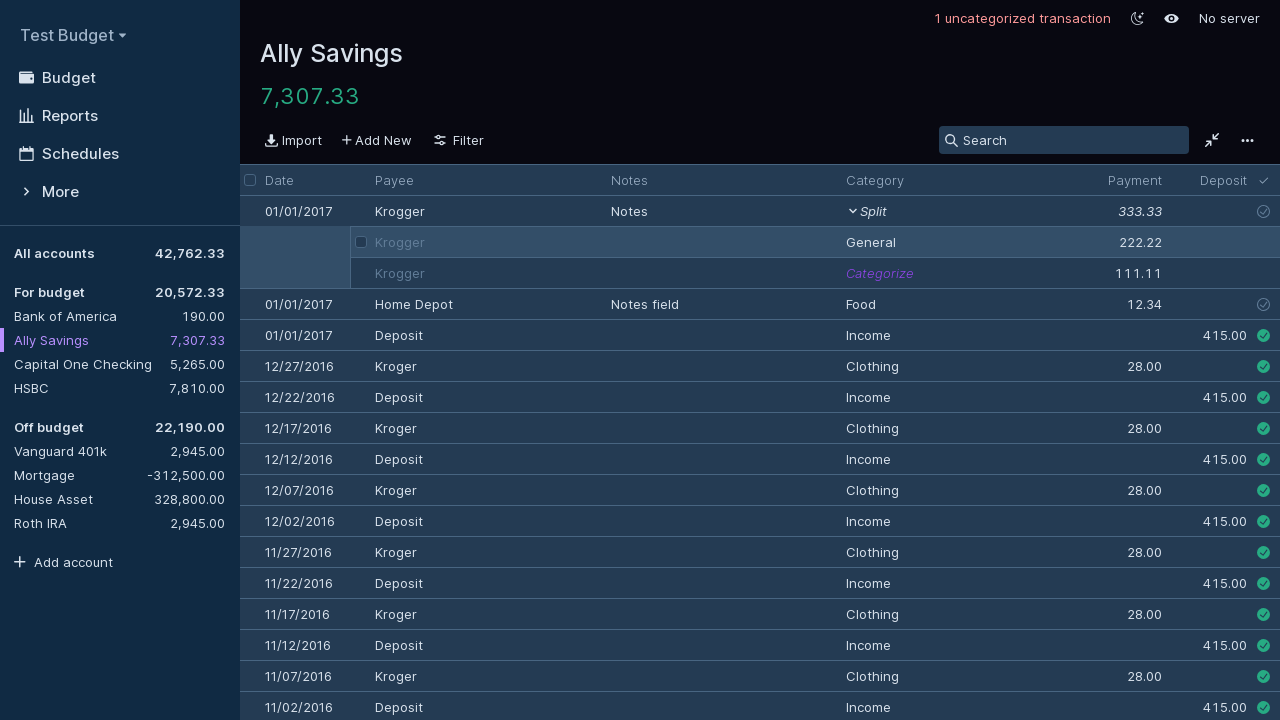 Test Budget
Budget
Reports
Schedules
More
All accounts 42,762.33
For budget 20,572.33
Bank of America 190.00
Ally Savings 7,307.33
Capital One Checking 5,265.00
HSBC 7,810.00
Off budget 22,190.00
Vanguard 401k 2,945.00
Mortgage -312,500.00
House Asset 328,800.00
Roth IRA 2,945.00
Add account
1 uncategorized transaction No server
Ally Savings
7,307.33
Import Add New Filter Search
Date Payee Notes Category Payment Deposit
01/01/2017 Krogger Notes Split 333.33
Krogger General 222.22
Krogger Categorize 111.11
01/01/2017 Home Depot Notes field Food 12.34
01/01/2017 Deposit Income 415.00
12/27/2016 Kroger Clothing 28.00
12/22/2016 Deposit Income 415.00
12/17/2016 Kroger Clothing 28.00
12/12/2016 Deposit Income 415.00
12/07/2016 Kroger Clothing 28.00
12/02/2016 Deposit Income 415.00
11/27/2016 Kroger Clothing 28.00
11/22/2016 Deposit Income 415.00
11/17/2016 Kroger Clothing 28.00
11/12/2016 Deposit Income 415.00
11/07/2016 Kroger Clothing 28.00
11/02/2016 Deposit Income 415.00